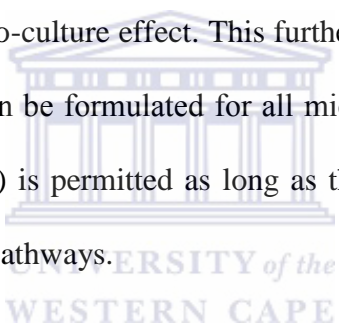 o-culture effect. This furthe
n be formulated for all mic
) is permitted as long as th
athways.
UNIVERSITY of the
WESTERN CAPE